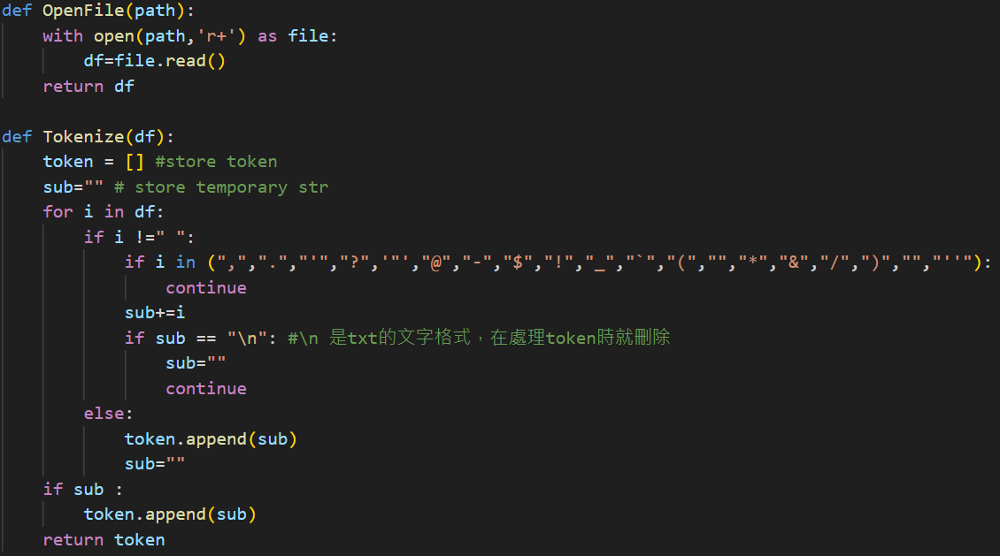 def OpenFile(path):
    with open(path,'r+') as file:
        df=file.read()
    return df

def Tokenize(df):
    token = [] #store token
    sub="" # store temporary str
    for i in df:
        if i !=" ":
            if i in (",",".","'","?",'"',"@","-","$","!","_","`","(","","*","&","/",")","","''"):
                continue
            sub+=i
            if sub == "\n": #\n 是txt的文字格式，在處理token時就刪除
                sub=""
                continue
        else:
            token.append(sub)
            sub=""
    if sub :
        token.append(sub)
    return token